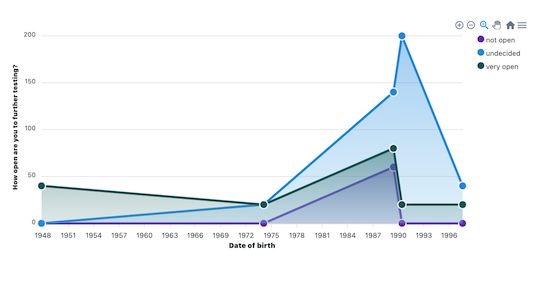 not open
undecided
very open
200
150
100
50
0
How open are you to further testing?
1948 1951 1954 1957 1960 1963 1966 1969 1972 1975 1978 1981 1984 1987 1990 1993 1996
Date of birth